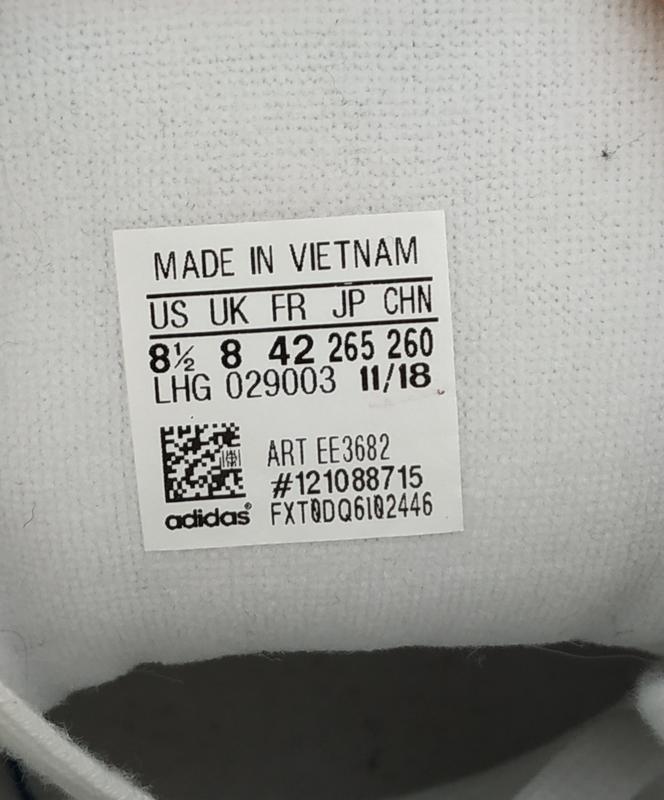 MADE IN VIETNAM
US UK FR JP CHN
8½ 8 42 265 260
LHG 029003 11/18
ART EE3682
#121088715
adidas® FXT0DQ6102446